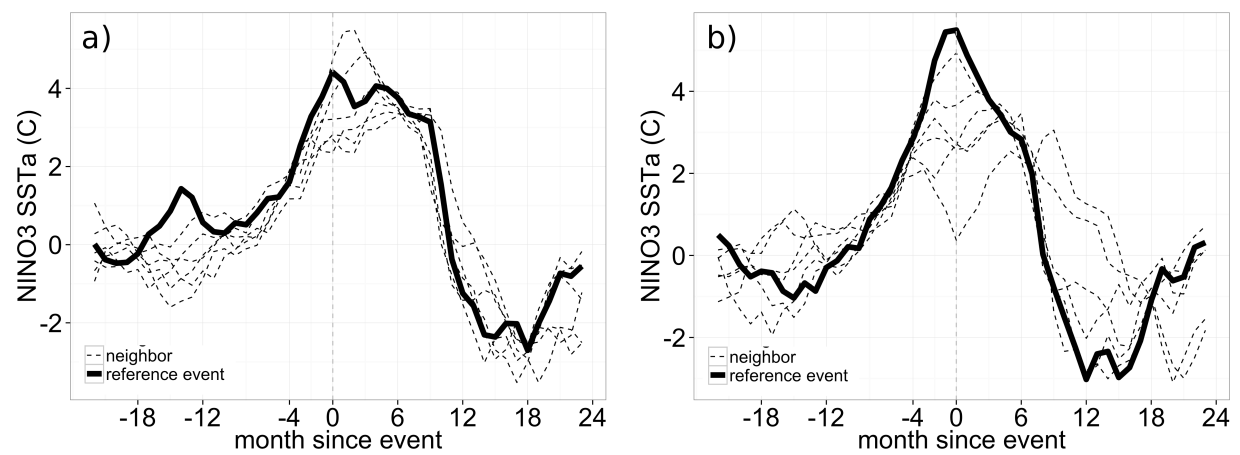 a)
NINO3 SSTa (C)
4
2
0
-2
neighbor
reference event
-18 -12 -4 0 6 12 18 24
month since event
b)
NINO3 SSTa (C)
4
2
0
-2
neighbor
reference event
-18 -12 -4 0 6 12 18 24
month since event